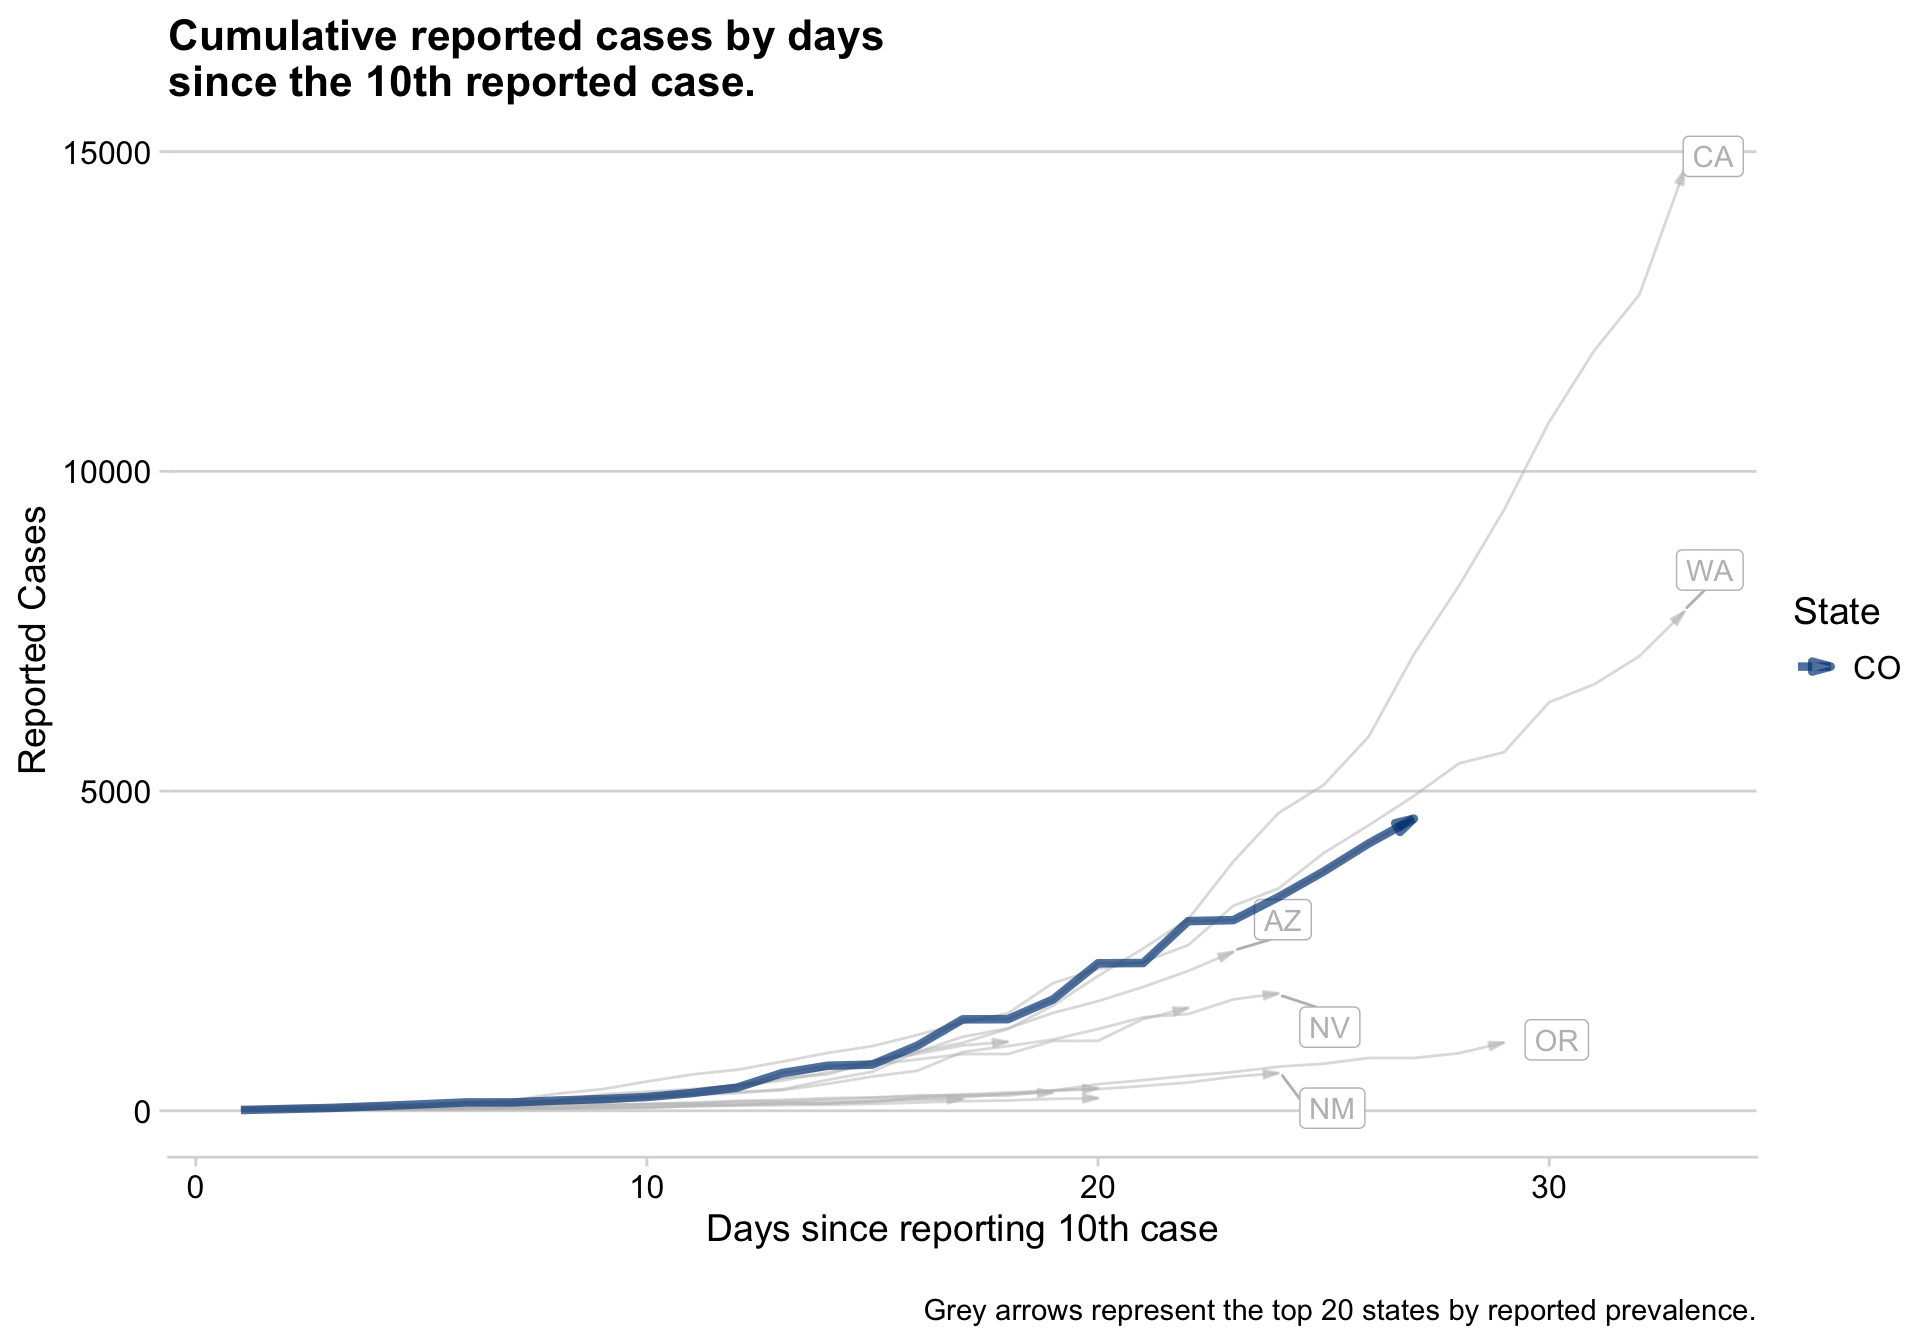 Cumulative reported cases by days
since the 10th reported case.
15000
10000
5000
0
Reported Cases
CA
WA
AZ
NV
OR
NM
State
CO
0 10 20 30
Days since reporting 10th case
Grey arrows represent the top 20 states by reported prevalence.